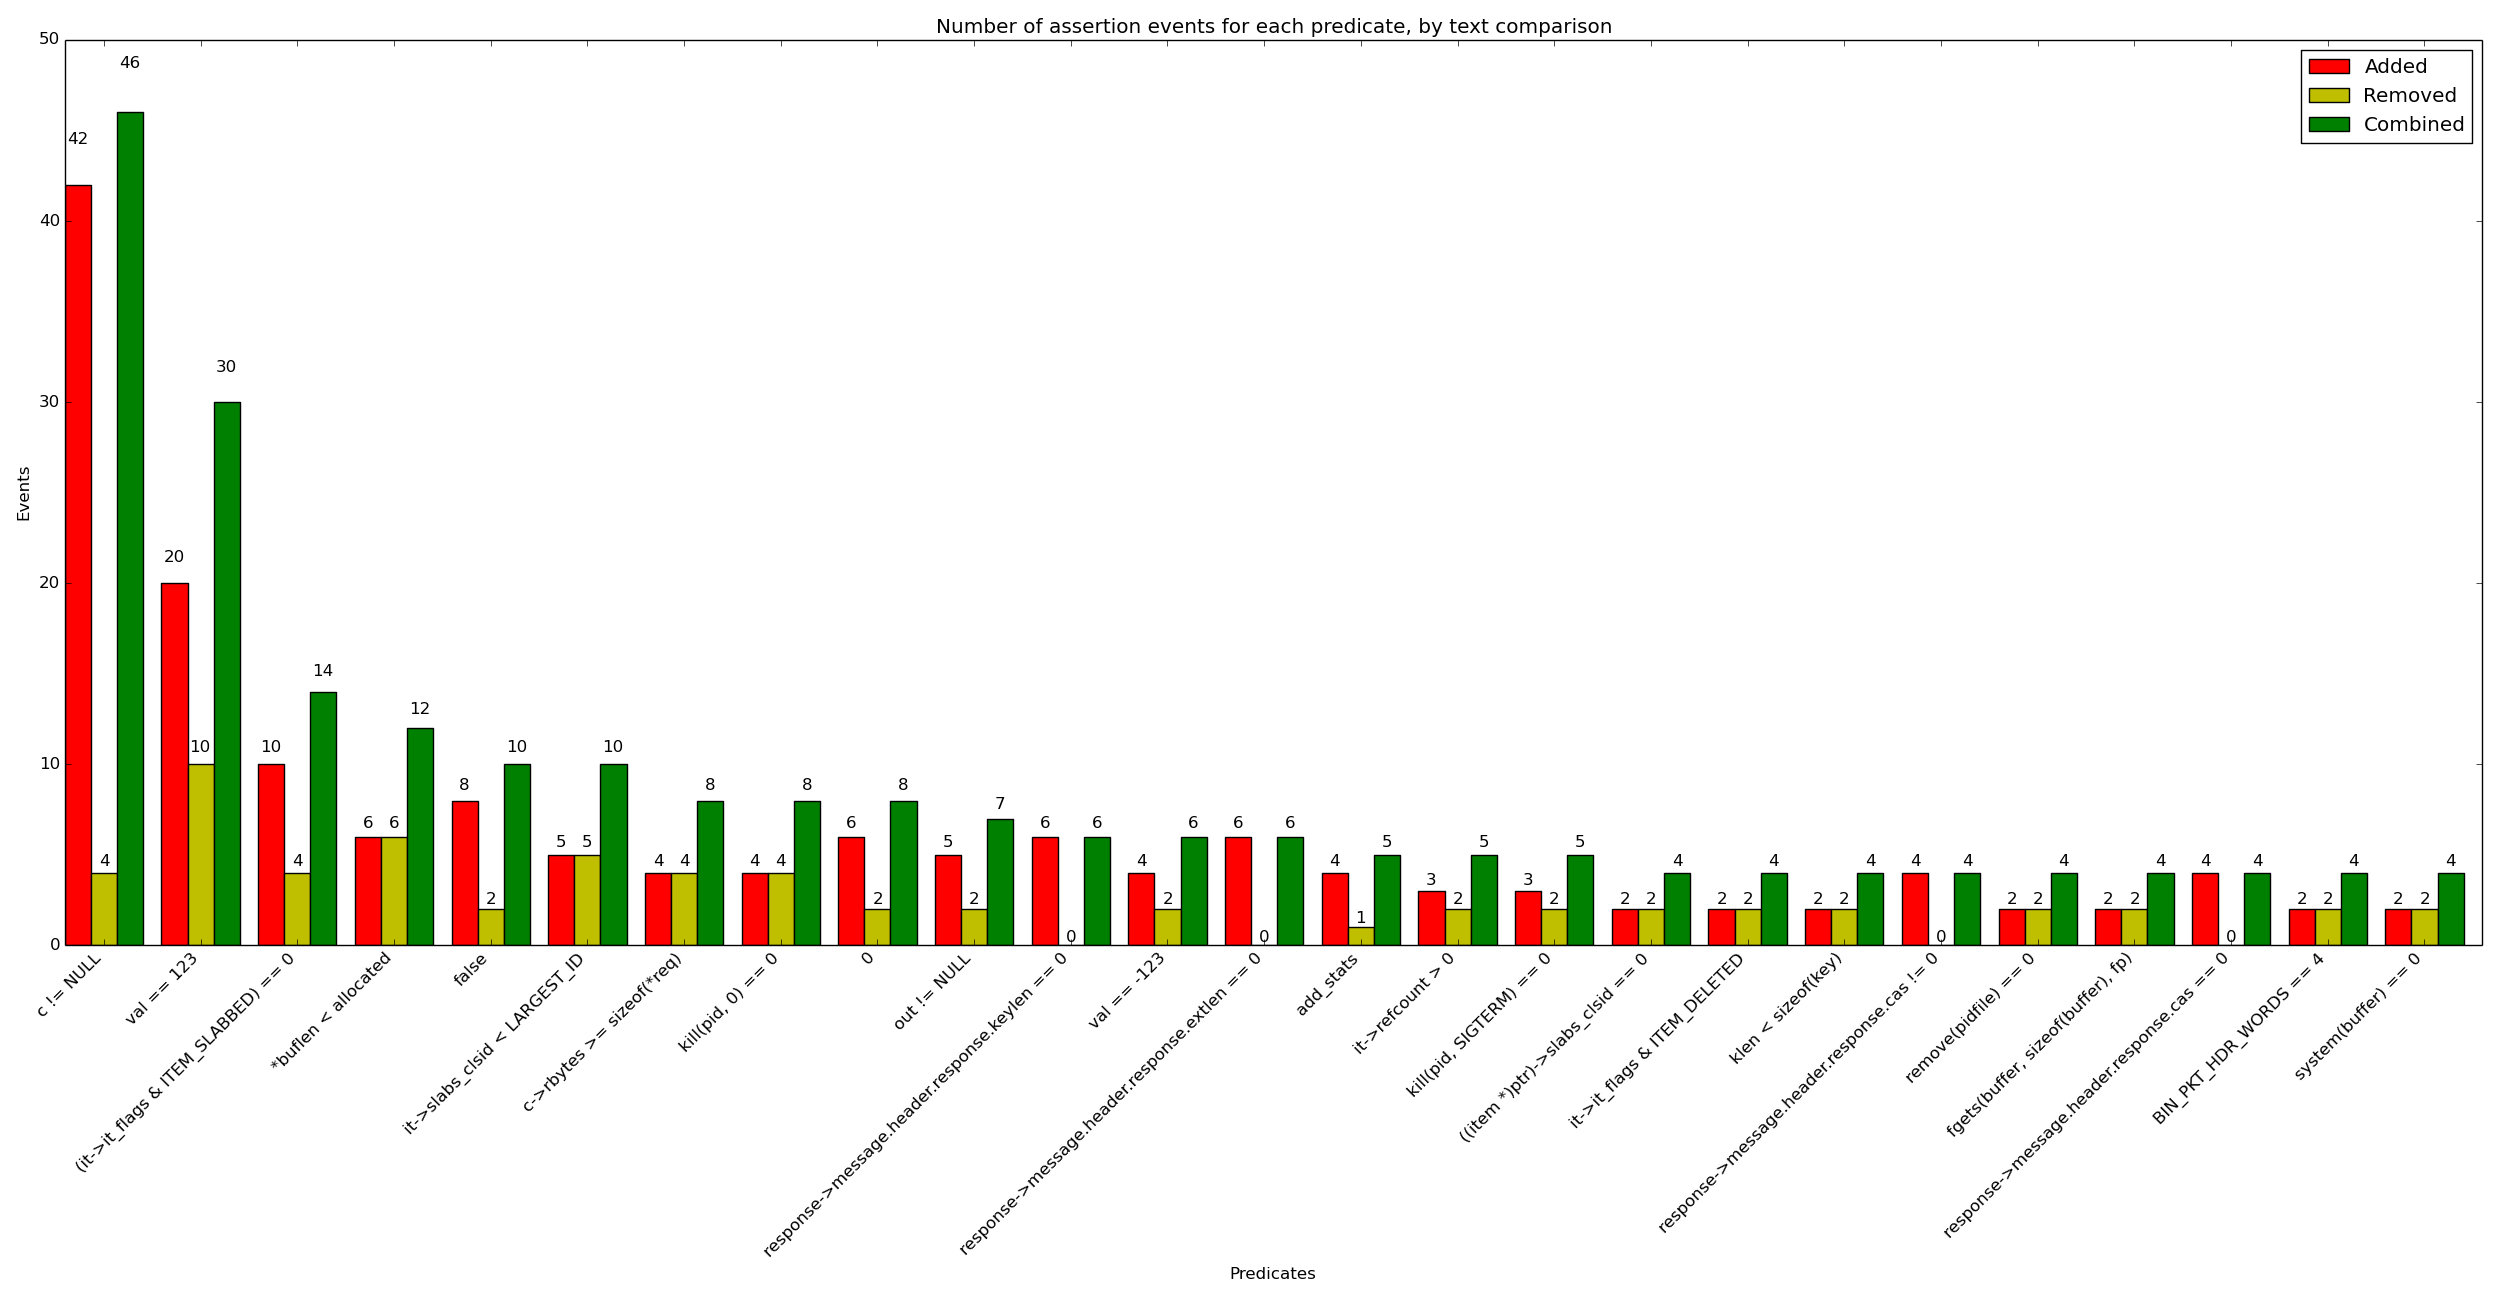 Number of assertion events for each predicate, by text comparison
Added
Removed
Combined
Events
50
40
30
20
10
0
42 4 46
20 10 30
10 4 14
6 6 12
8 2 10
5 5 10
4 4 8
4 4 8
6 2 8
5 2 7
6 0 6
4 2 6
6 0 6
4 1 5
3 2 5
3 2 5
2 2 4
2 2 4
2 2 4
4 0 4
2 2 4
2 2 4
4 0 4
2 2 4
2 2 4
c != NULL
val == 123
(it->it_flags & ITEM_SLABBED) == 0
*buflen < allocated
false
it->slabs_clsid < LARGEST_ID
c->rbytes >= sizeof(*req)
kill(pid, 0) == 0
0
out != NULL
response->message.header.response.keylen == 0
val == -123
response->message.header.response.extlen == 0
add_stats
it->refcount > 0
kill(pid, SIGTERM) == 0
((item *)ptr)->slabs_clsid == 0
it->it_flags & ITEM_DELETED
klen < sizeof(key)
response->message.header.response.cas != 0
remove(pidfile) == 0
fgets(buffer, sizeof(buffer), fp)
response->message.header.response.cas == 0
BIN_PKT_HDR_WORDS == 4
system(buffer) == 0
Predicates